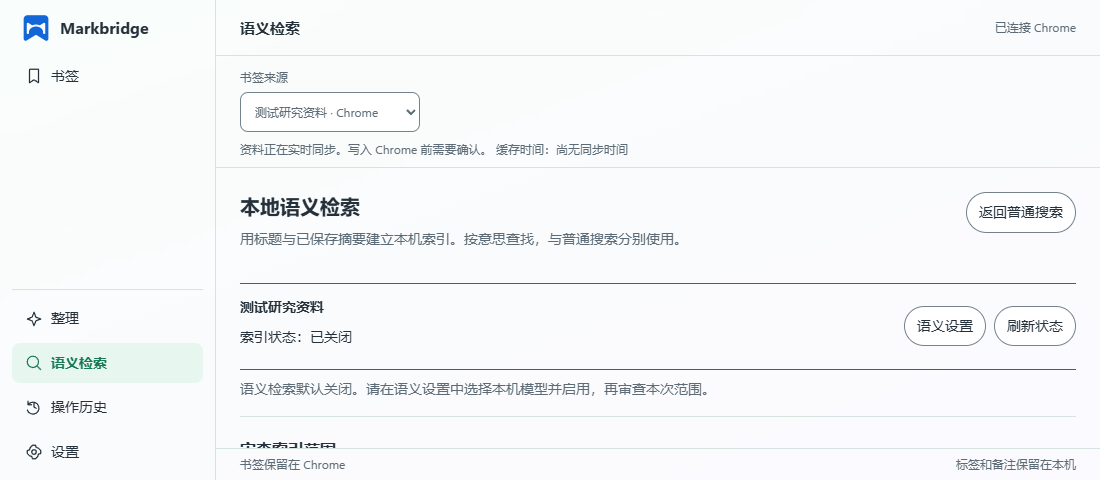 Markbridge
书签
整理
语义检索
操作历史
设置
语义检索
已连接 Chrome
书签来源
测试研究资料 · Chrome
资料正在实时同步。写入 Chrome 前需要确认。 缓存时间：尚无同步时间
本地语义检索
返回普通搜索
用标题与已保存摘要建立本机索引。按意思查找，与普通搜索分别使用。
测试研究资料
索引状态：已关闭
语义设置
刷新状态
语义检索默认关闭。请在语义设置中选择本机模型并启用，再审查本次范围。
审查索引范围
书签保留在 Chrome
标签和备注保留在本机